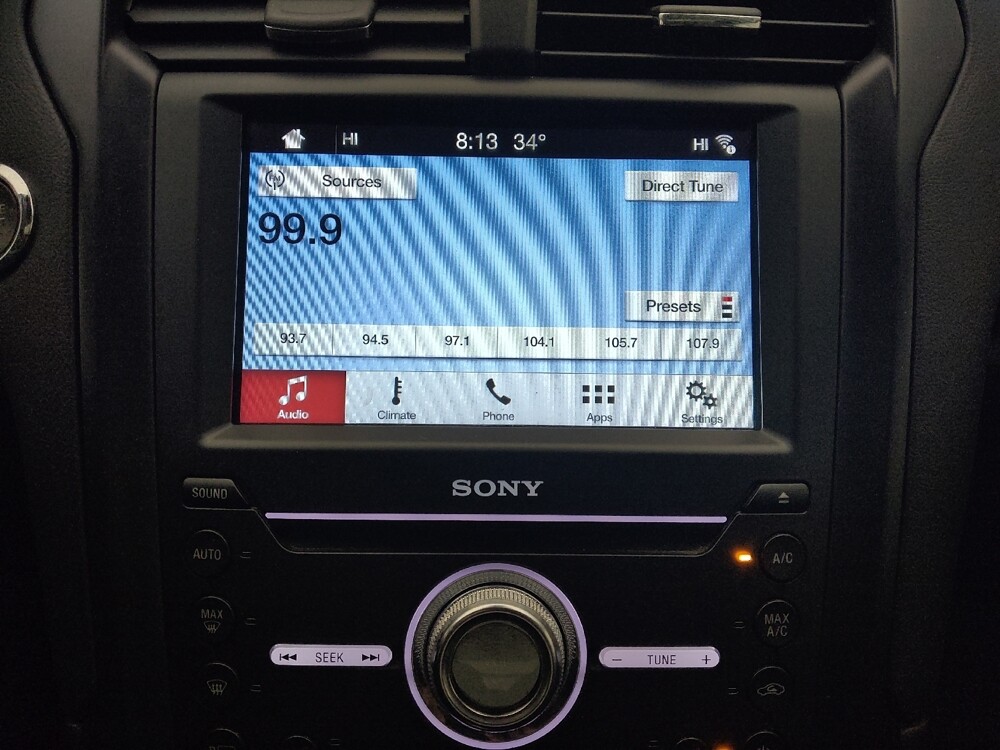 HI 8:13 34° HI
Sources Direct Tune
99.9
Presets
93.7 94.5 97.1 104.1 105.7 107.9
Audio Climate Phone Apps Settings
SONY
SOUND
AUTO A/C
MAX MAX A/C
SEEK - TUNE +